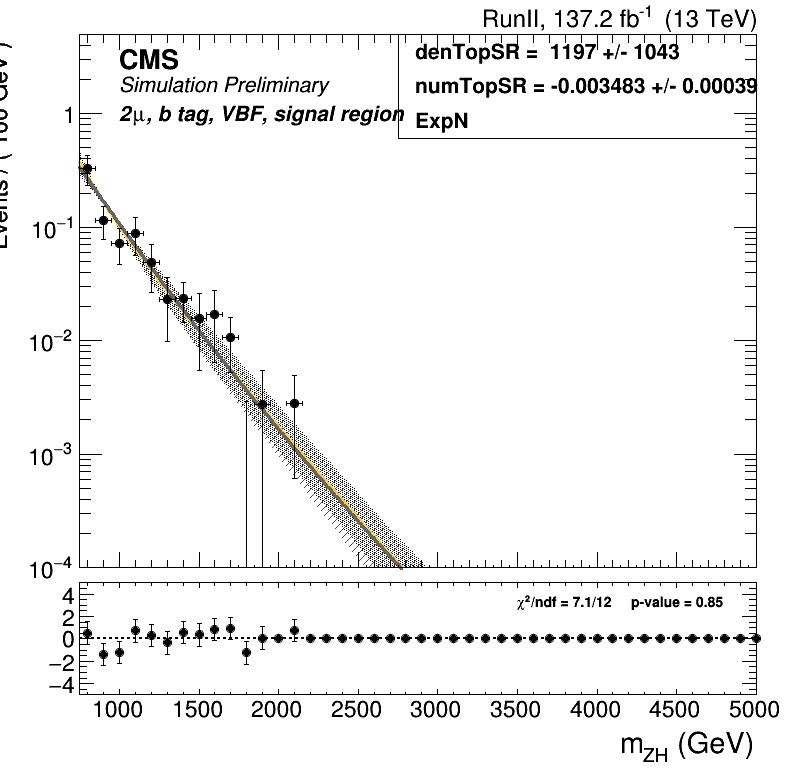 RunII, 137.2 fb⁻¹ (13 TeV)
CMS
Simulation Preliminary
2μ, b tag, VBF, signal region
denTopSR = 1197 +/- 1043
numTopSR = -0.003483 +/- 0.00039
ExpN
1
10⁻¹
10⁻²
10⁻³
10⁻⁴
χ²/ndf = 7.1/12 p-value = 0.85
4
2
0
−2
−4
1000 1500 2000 2500 3000 3500 4000 4500 5000
m_ZH (GeV)